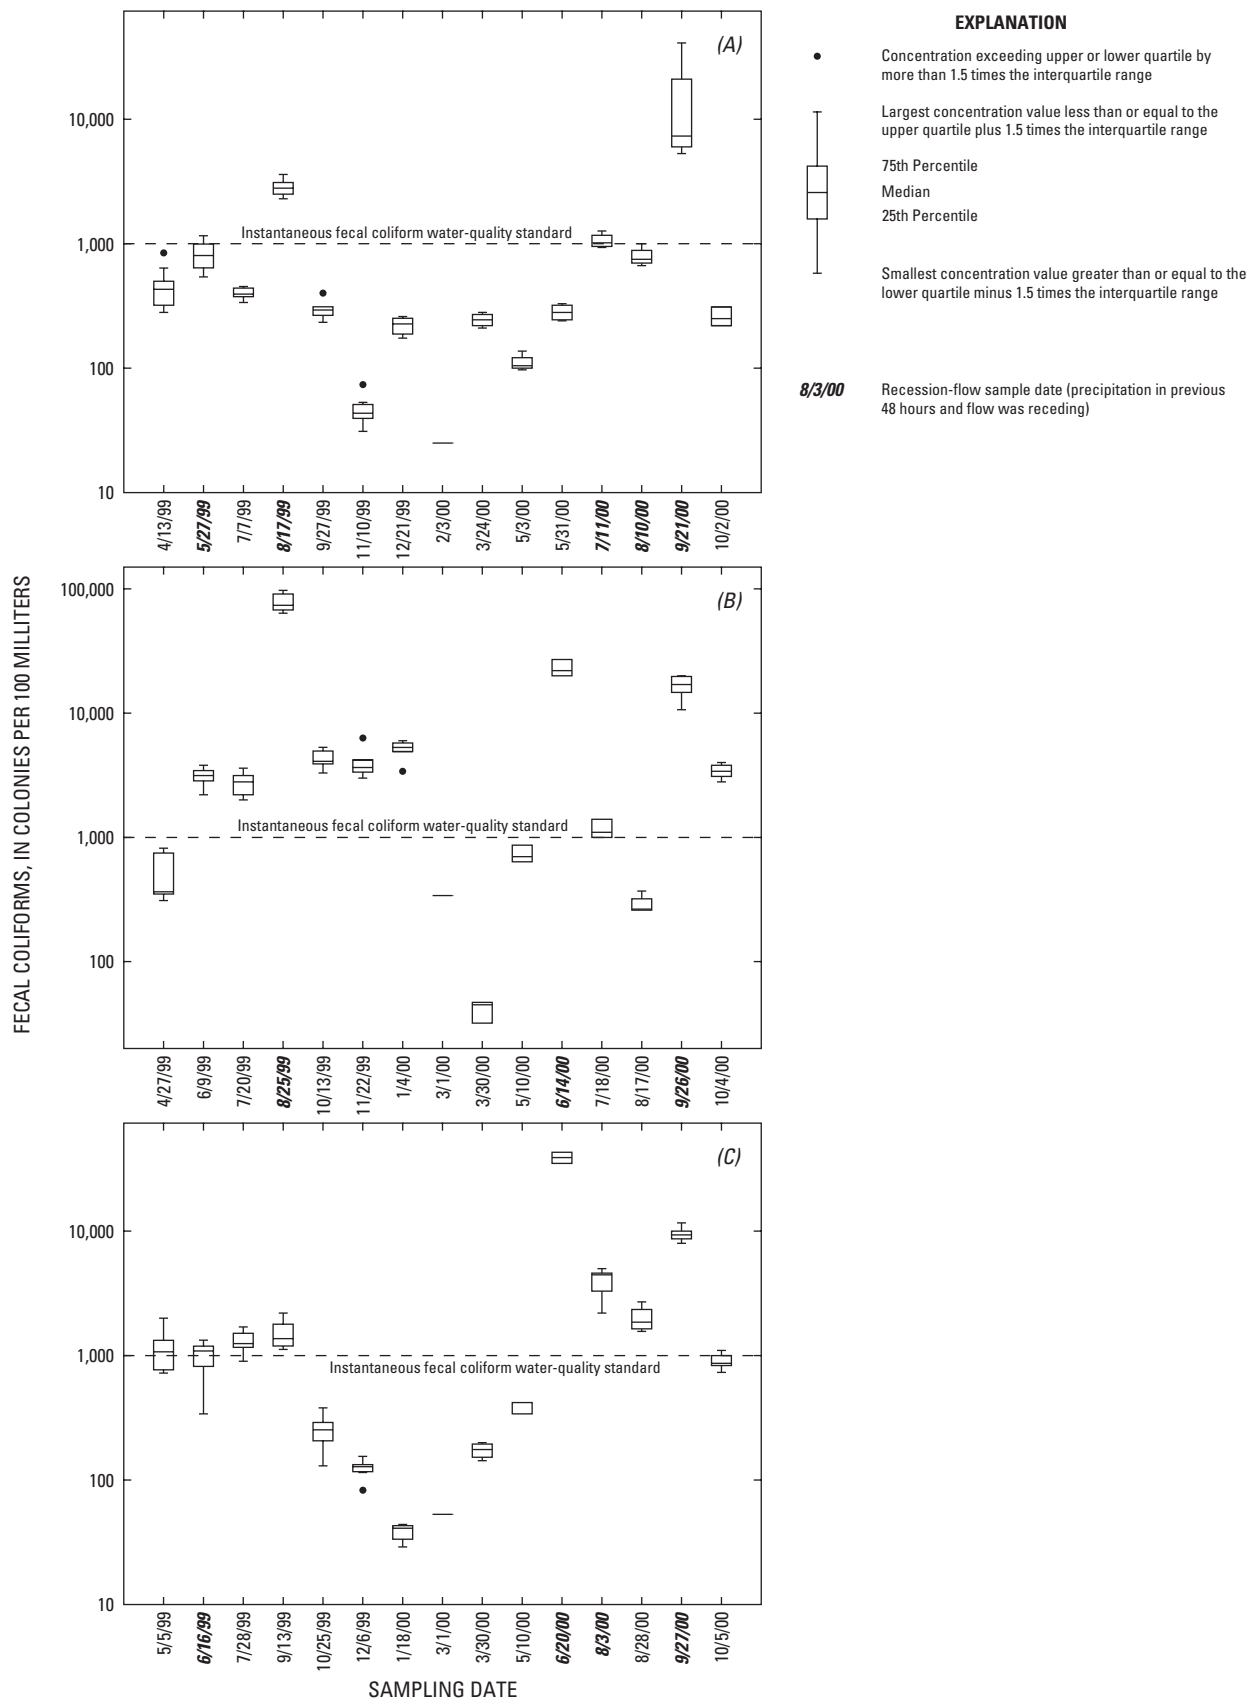 EXPLANATION
Concentration exceeding upper or lower quartile by
more than 1.5 times the interquartile range
Largest concentration value less than or equal to the
upper quartile plus 1.5 times the interquartile range
75th Percentile
Median
25th Percentile
Smallest concentration value greater than or equal to the
lower quartile minus 1.5 times the interquartile range
8/3/00 Recession-flow sample date (precipitation in previous
48 hours and flow was receding)
FECAL COLIFORMS, IN COLONIES PER 100 MILLITERS
(A)
10,000
1,000
100
10
Instantaneous fecal coliform water-quality standard
4/13/99
5/27/99
7/7/99
8/17/99
9/27/99
11/10/99
12/21/99
2/3/00
3/24/00
5/3/00
5/31/00
7/11/00
8/10/00
9/21/00
10/2/00
(B)
100,000
10,000
1,000
100
Instantaneous fecal coliform water-quality standard
4/27/99
6/9/99
7/20/99
8/25/99
10/13/99
11/22/99
1/4/00
3/1/00
3/30/00
5/10/00
6/14/00
7/18/00
8/17/00
9/26/00
10/4/00
(C)
10,000
1,000
100
10
Instantaneous fecal coliform water-quality standard
5/5/99
6/16/99
7/28/99
9/13/99
10/25/99
12/6/99
1/18/00
3/1/00
3/30/00
5/10/00
6/20/00
8/3/00
8/28/00
9/27/00
10/5/00
SAMPLING DATE